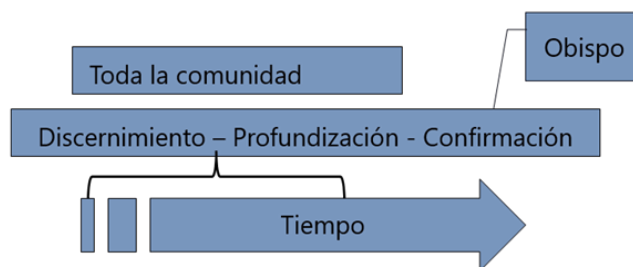 Obispo
Toda la comunidad
Discernimiento – Profundización - Confirmación
Tiempo